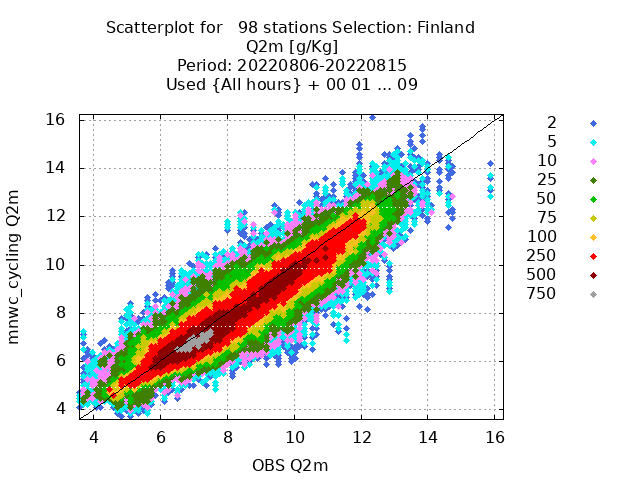 Scatterplot for 98 stations Selection: Finland
Q2m [g/Kg]
Period: 20220806-20220815
Used {All hours} + 00 01 ... 09
mnwc_cycling Q2m
16
14
12
10
8
6
4
4 6 8 10 12 14 16
OBS Q2m
2
5
10
25
50
75
100
250
500
750